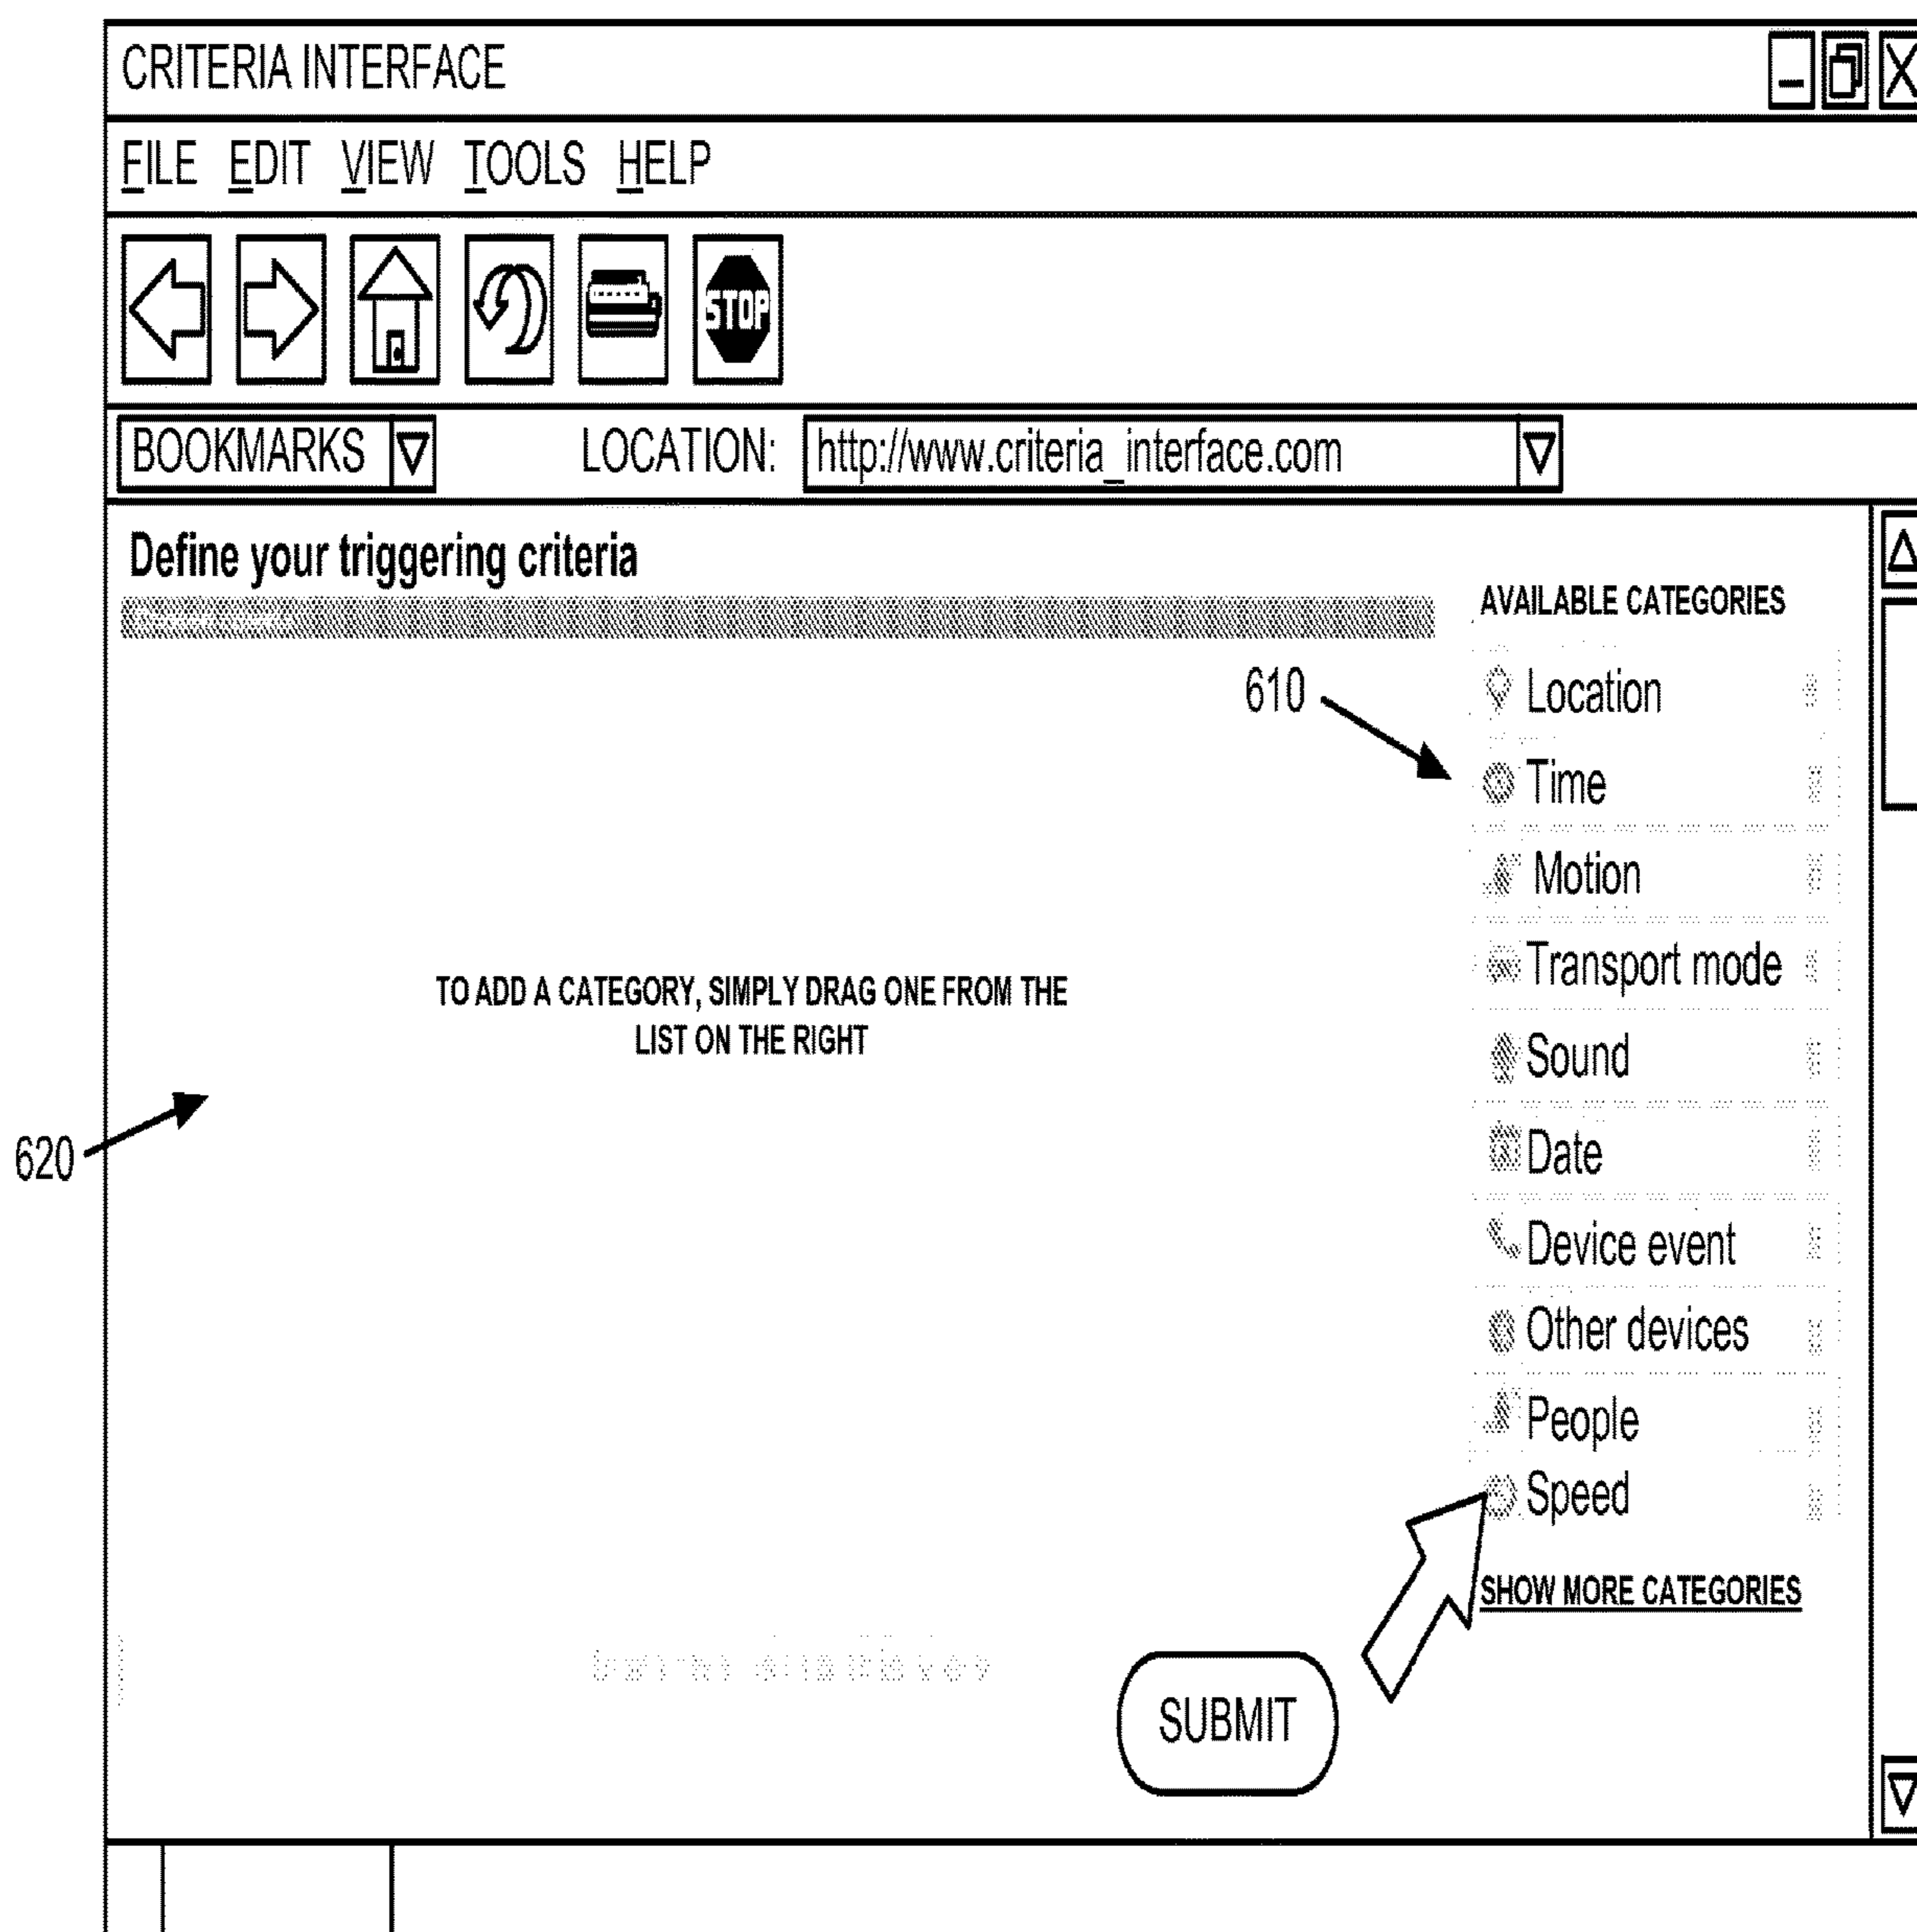 CRITERIA INTERFACE
FILE EDIT VIEW TOOLS HELP
STOP
BOOKMARKS LOCATION: http://www.criteria_interface.com
Define your triggering criteria
AVAILABLE CATEGORIES
610
Location
Time
Motion
Transport mode
TO ADD A CATEGORY, SIMPLY DRAG ONE FROM THE
LIST ON THE RIGHT
Sound
620
Date
Device event
Other devices
People
Speed
SHOW MORE CATEGORIES
SUBMIT